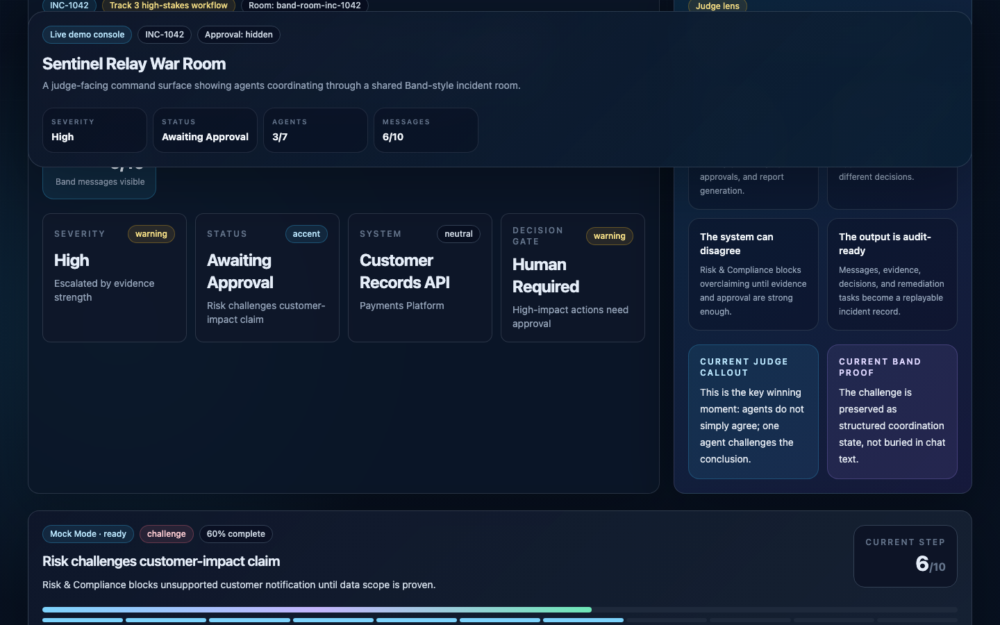 INC-1042
Track 3 high-stakes workflow
Room: band-room-inc-1042
Judge lens
Live demo console
INC-1042
Approval: hidden
Sentinel Relay War Room
A judge-facing command surface showing agents coordinating through a shared Band-style incident room.
SEVERITY
High
STATUS
Awaiting Approval
AGENTS
3/7
MESSAGES
6/10
Band messages visible
approvals, and report
generation.
different decisions.
SEVERITY
warning
High
Escalated by evidence
strength
STATUS
accent
Awaiting
Approval
Risk challenges customer-
impact claim
SYSTEM
neutral
Customer
Records API
Payments Platform
DECISION
GATE
warning
Human
Required
High-impact actions need
approval
The system can
disagree
Risk & Compliance blocks
overclaiming until evidence
and approval are strong
enough.
The output is audit-
ready
Messages, evidence,
decisions, and remediation
tasks become a replayable
incident record.
CURRENT JUDGE
CALLOUT
This is the key winning
moment: agents do not
simply agree; one
agent challenges the
conclusion.
CURRENT BAND
PROOF
The challenge is
preserved as
structured coordination
state, not buried in chat
text.
Mock Mode · ready
challenge
60% complete
Risk challenges customer-impact claim
Risk & Compliance blocks unsupported customer notification until data scope is proven.
CURRENT STEP
6/10